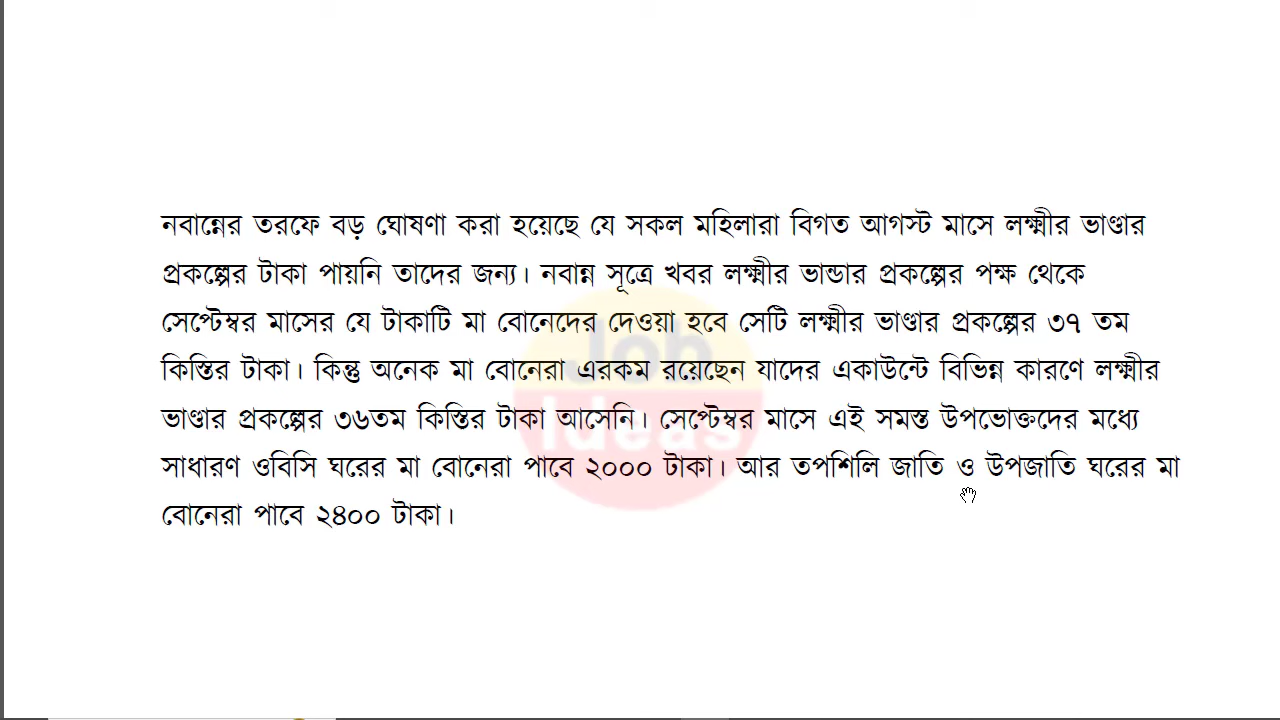 নবান্নের তরফে বড় ঘোষণা করা হয়েছে যে সকল মহিলারা বিগত আগস্ট মাসে লক্ষ্মীর ভাণ্ডার
প্রকল্পের টাকা পায়নি তাদের জন্য। নবান্ন সূত্রে খবর লক্ষ্মীর ভান্ডার প্রকল্পের পক্ষ থেকে
সেপ্টেম্বর মাসের যে টাকাটি মা বোনেদের দেওয়া হবে সেটি লক্ষ্মীর ভাণ্ডার প্রকল্পের ৩৭ তম
কিস্তির টাকা। কিন্তু অনেক মা বোনেরা এরকম রয়েছেন যাদের একাউন্টে বিভিন্ন কারণে লক্ষ্মীর
ভাণ্ডার প্রকল্পের ৩৬তম কিস্তির টাকা আসেনি। সেপ্টেম্বর মাসে এই সমস্ত উপভোক্তদের মধ্যে
সাধারণ ওবিসি ঘরের মা বোনেরা পাবে ২০০০ টাকা। আর তপশিলি জাতি ও উপজাতি ঘরের মা
বোনেরা পাবে ২৪০০ টাকা।
Job
Ideas